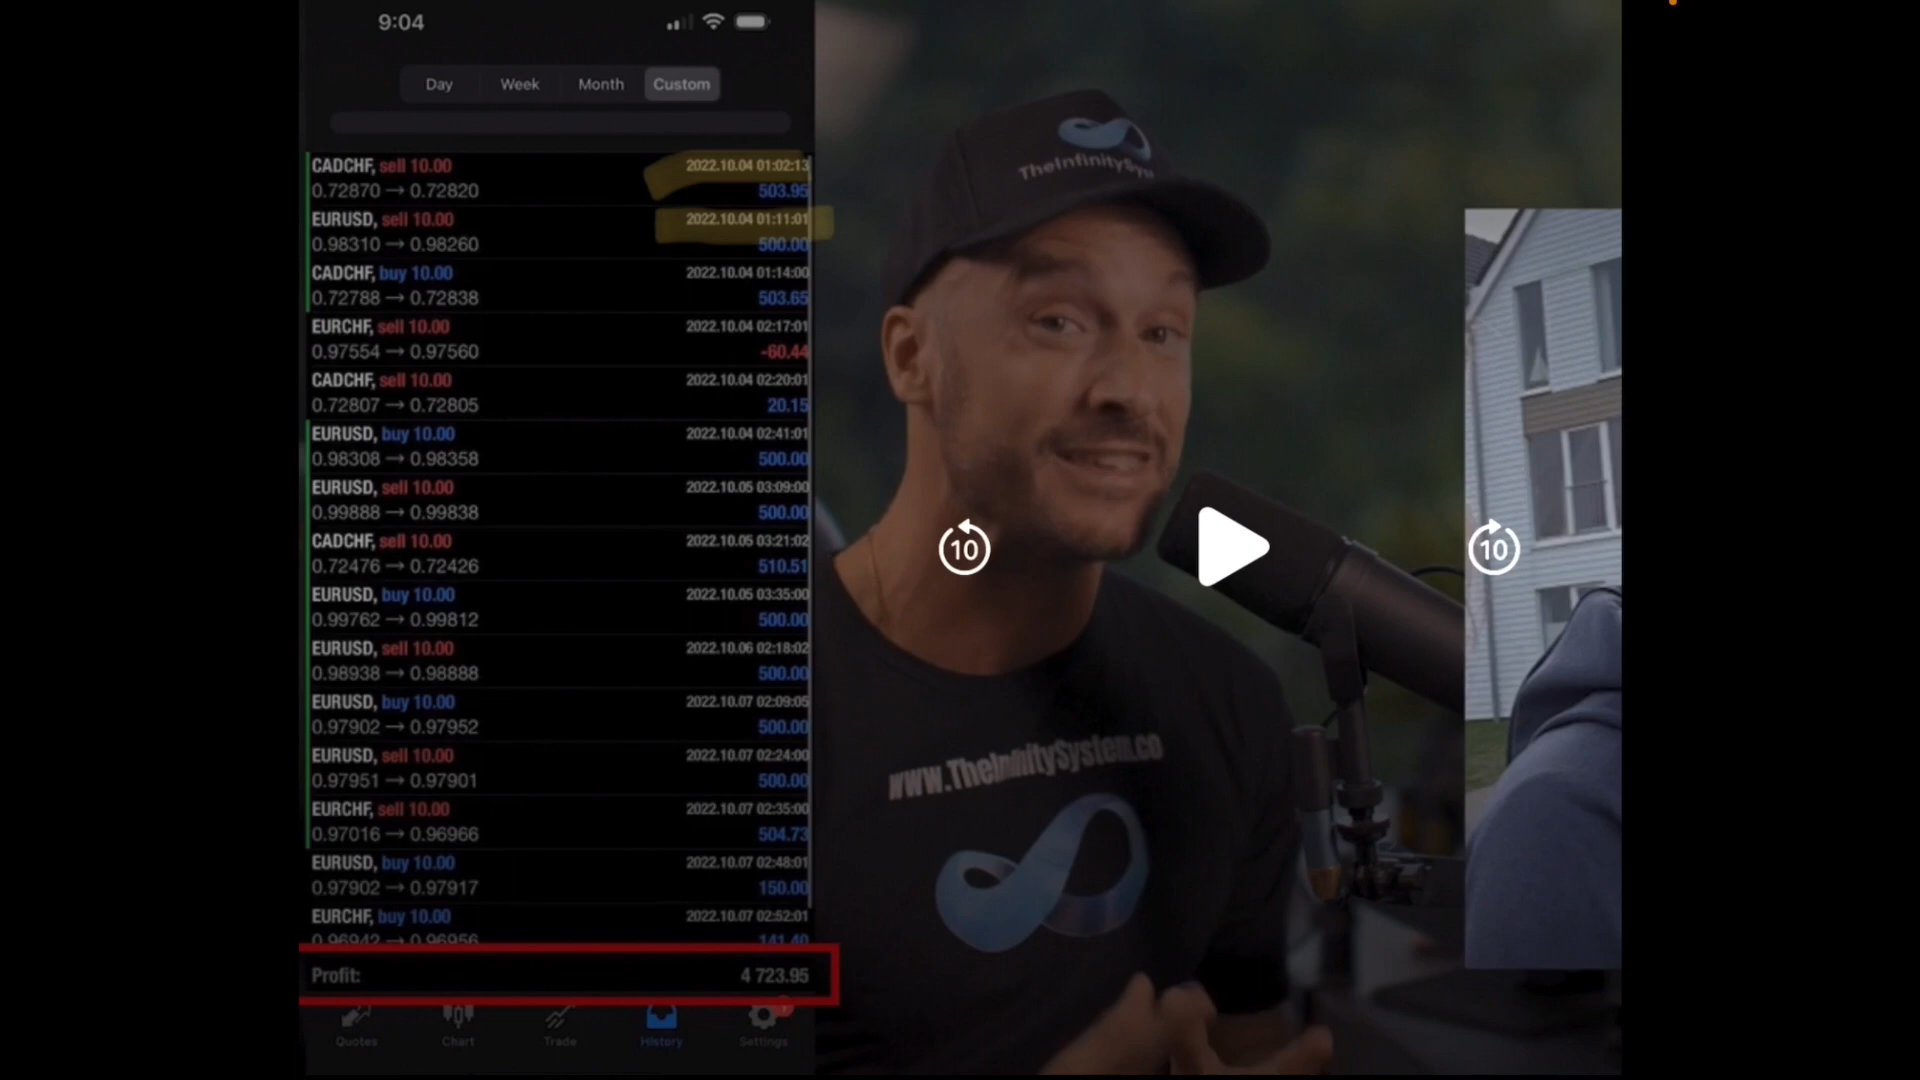 9:04
Day Week Month Custom
CADCHF, sell 10.00 2022.10.04 01:02:13
0.72870 → 0.72820 503.95
EURUSD, sell 10.00 2022.10.04 01:11:01
0.98310 → 0.98260 500.00
CADCHF, buy 10.00 2022.10.04 01:14:00
0.72788 → 0.72838 503.65
EURCHF, sell 10.00 2022.10.04 02:17:01
0.97554 → 0.97560 -60.44
CADCHF, sell 10.00 2022.10.04 02:20:01
0.72807 → 0.72805 20.15
EURUSD, buy 10.00 2022.10.04 02:41:01
0.98308 → 0.98358 500.00
EURUSD, sell 10.00 2022.10.05 03:09:00
0.99888 → 0.99838 500.00
CADCHF, sell 10.00 2022.10.05 03:21:02
0.72476 → 0.72426 510.51
EURUSD, buy 10.00 2022.10.05 03:35:00
0.99762 → 0.99812 500.00
EURUSD, sell 10.00 2022.10.06 02:18:02
0.98938 → 0.98888 500.00
EURUSD, buy 10.00 2022.10.07 02:09:05
0.97902 → 0.97952 500.00
EURUSD, sell 10.00 2022.10.07 02:24:00
0.97951 → 0.97901 500.00
EURCHF, sell 10.00 2022.10.07 02:35:00
0.97016 → 0.96966 504.73
EURUSD, buy 10.00 2022.10.07 02:48:01
0.97902 → 0.97917 150.00
EURCHF, buy 10.00 2022.10.07 02:52:01
0.96942 → 0.96956 141.40
Profit: 4 723.95
Quotes Chart Trade History Settings
TheInfinitySys
www.TheInfinitySystem.co
10
10